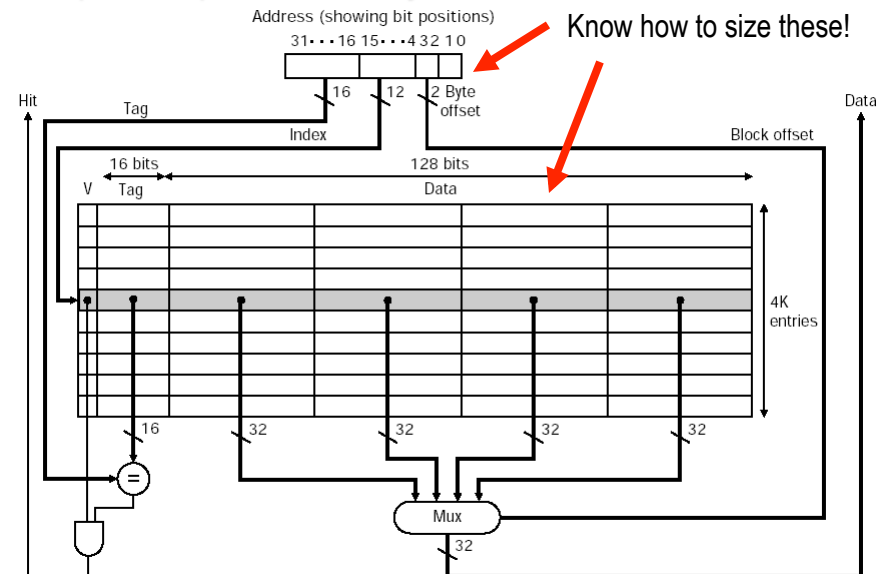 Address (showing bit positions)
Know how to size these!
31···16 15···4 3 2 1 0
16 12 2 Byte
offset
Hit
Tag
Data
Index
Block offset
16 bits
128 bits
V Tag Data
4K
entries
16 32 32 32 32
=
Mux
32